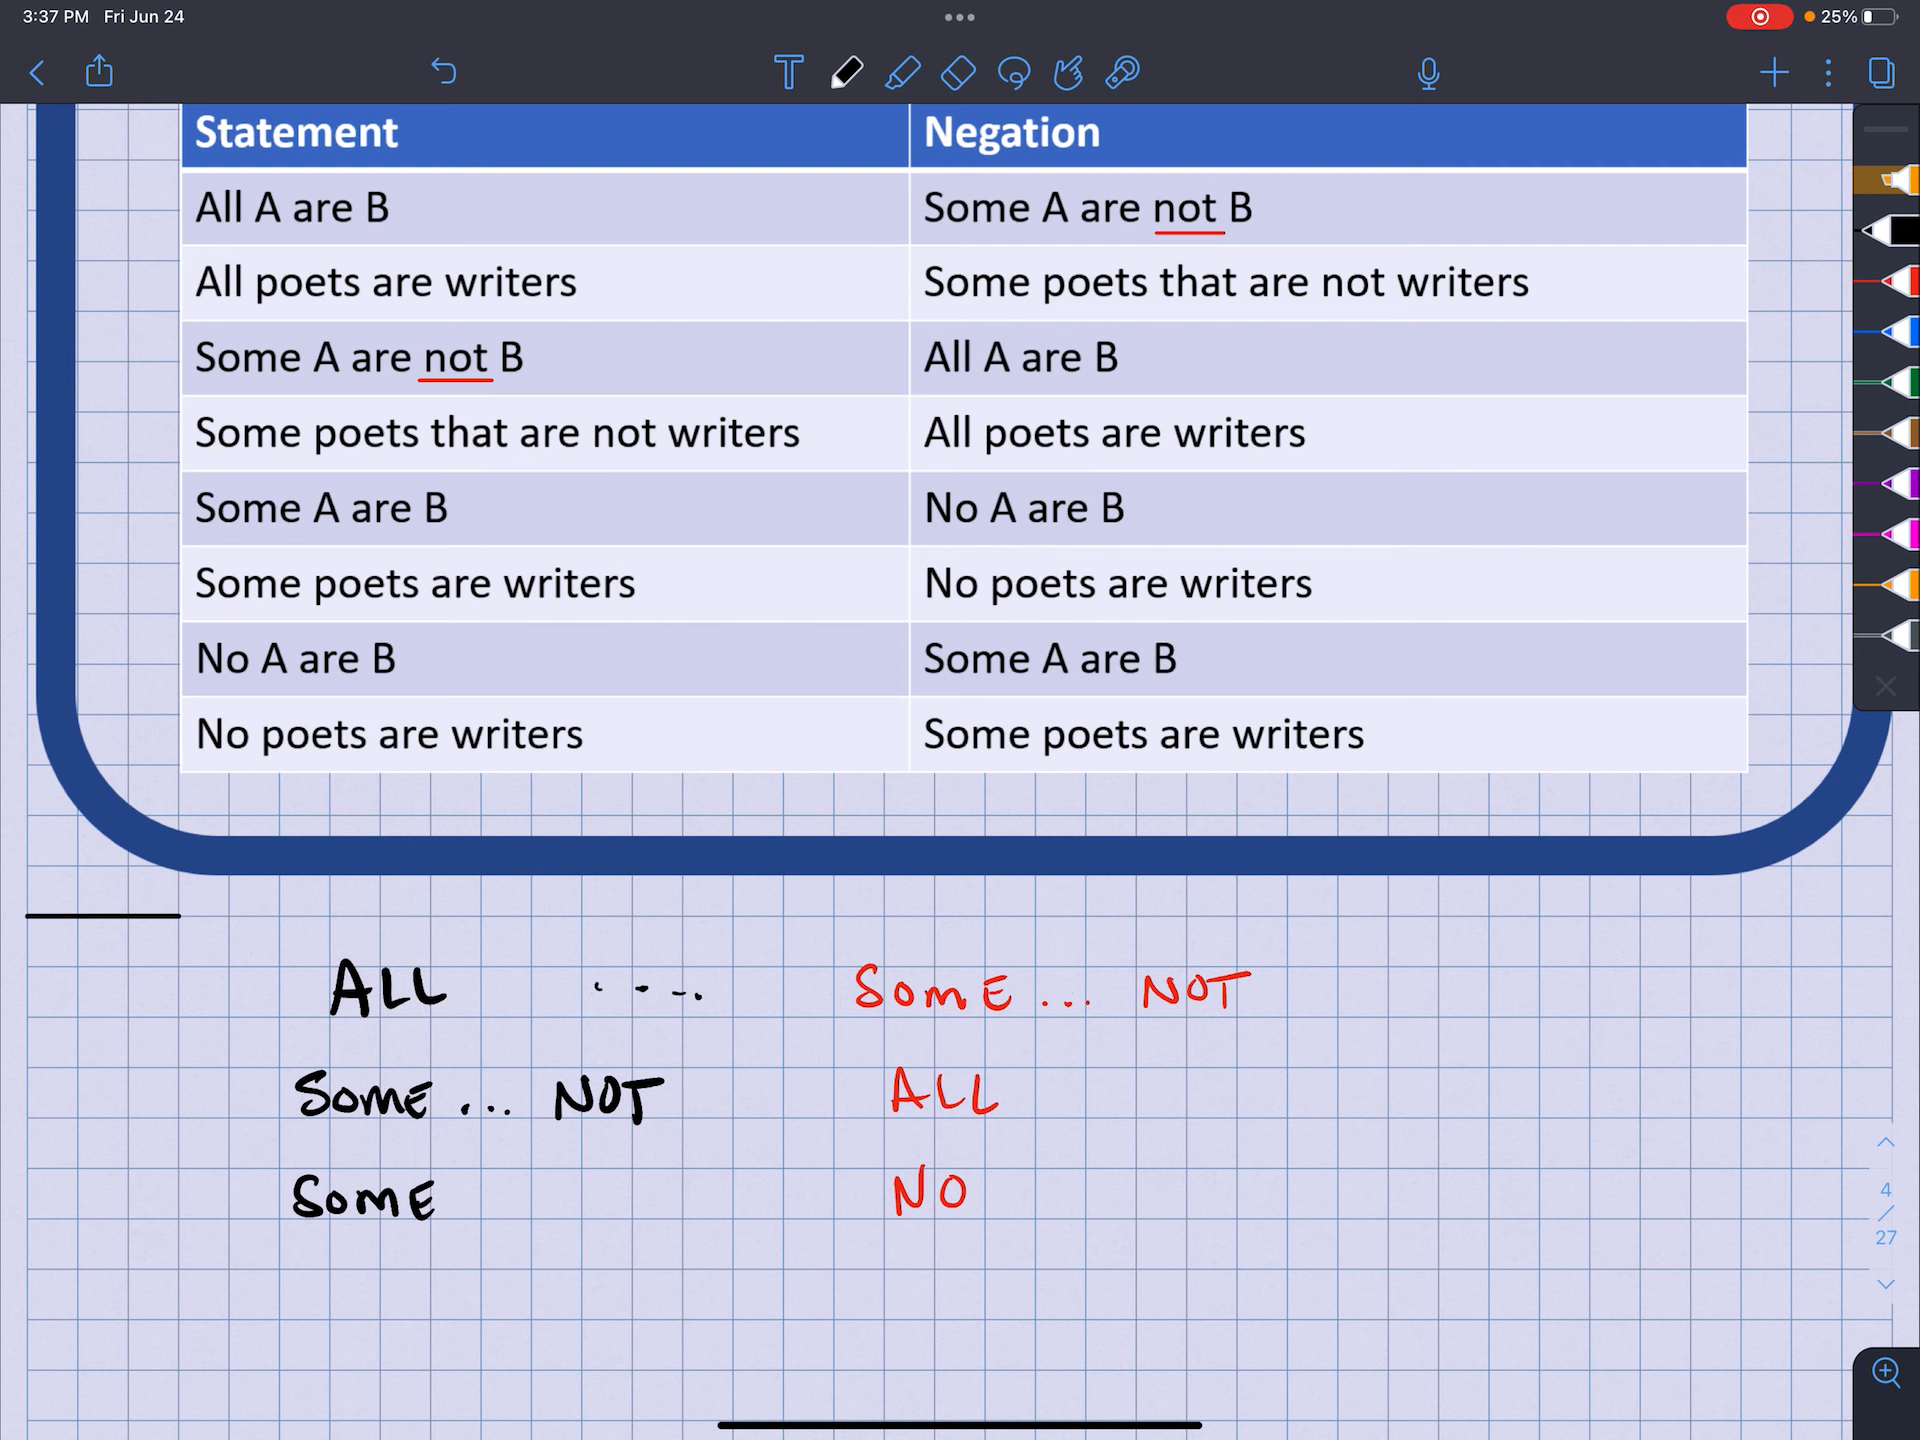 3:37 PM Fri Jun 24 25%
Statement Negation
All A are B Some A are not B
All poets are writers Some poets that are not writers
Some A are not B All A are B
Some poets that are not writers All poets are writers
Some A are B No A are B
Some poets are writers No poets are writers
No A are B Some A are B
No poets are writers Some poets are writers
ALL .... SOME ... NOT
SOME ... NOT ALL
SOME NO
4
/
27